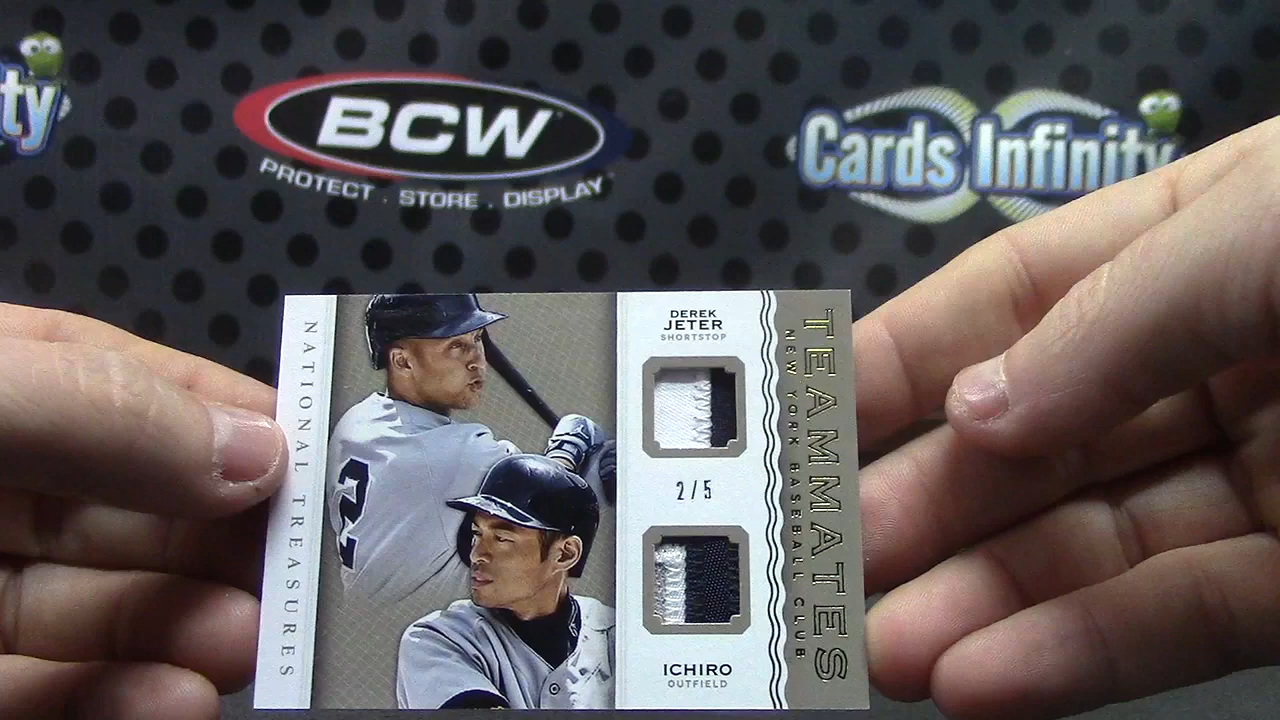 ity
BCW
PROTECT . STORE . DISPLAY
Cards Infinity
NATIONAL TREASURES
2
DEREK
JETER
SHORTSTOP
2/5
ICHIRO
OUTFIELD
TEAMMATES
NEW YORK BASEBALL CLUB